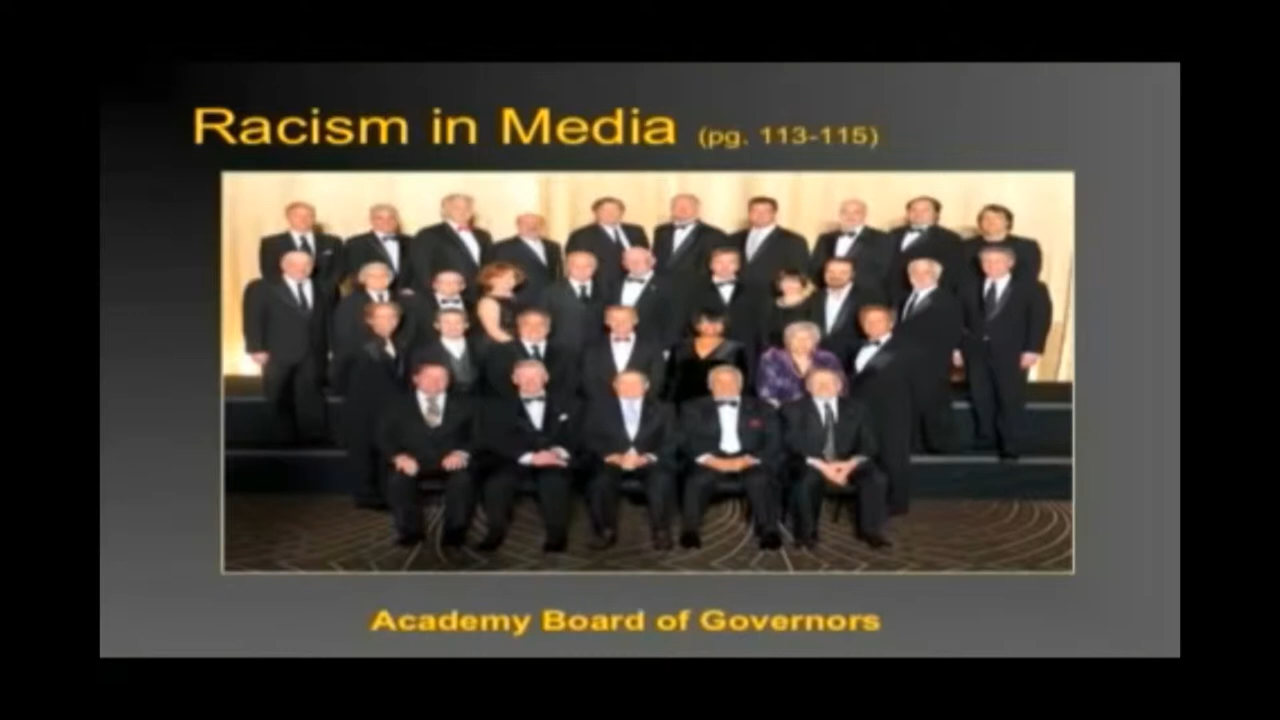 Racism in Media (pg. 113-115)
Academy Board of Governors